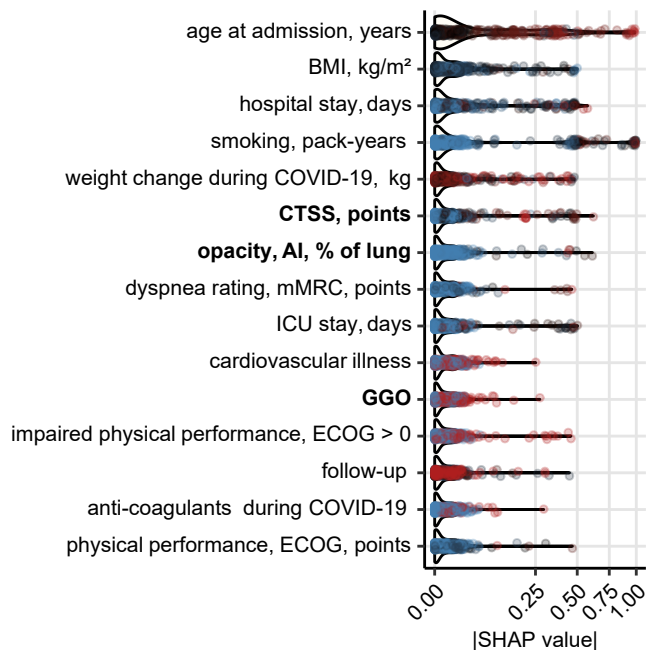 age at admission, years
BMI, kg/m²
hospital stay, days
smoking, pack-years
weight change during COVID-19, kg
CTSS, points
opacity, AI, % of lung
dyspnea rating, mMRC, points
ICU stay, days
cardiovascular illness
GGO
impaired physical performance, ECOG > 0
follow-up
anti-coagulants during COVID-19
physical performance, ECOG, points
0.00 0.25 0.50 0.75 1.00
|SHAP value|